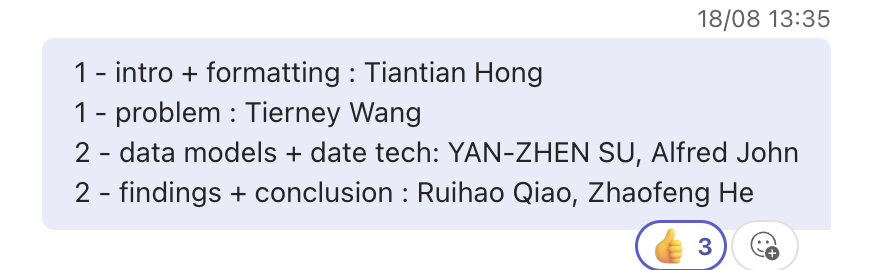 18/08 13:35
1 - intro + formatting : Tiantian Hong
1 - problem : Tierney Wang
2 - data models + date tech: YAN-ZHEN SU, Alfred John
2 - findings + conclusion : Ruihao Qiao, Zhaofeng He
3